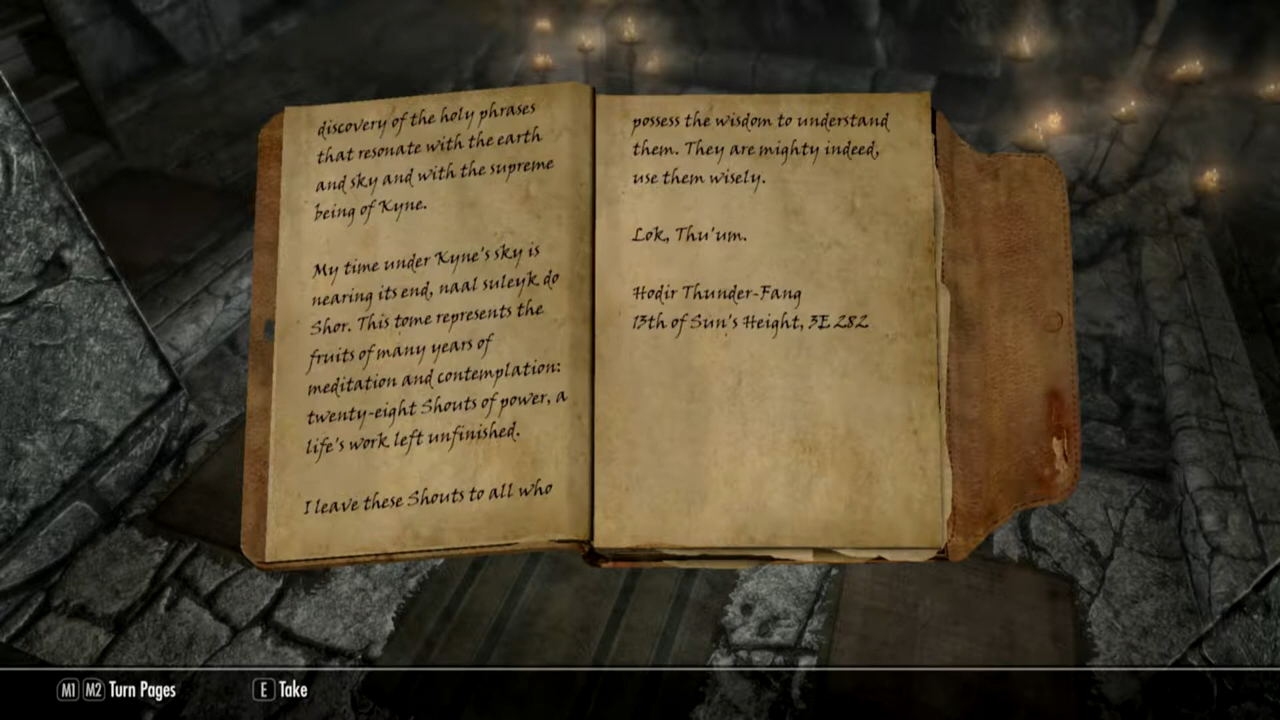 discovery of the holy phrases
that resonate with the earth
and sky and with the supreme
being of Kyne.
My time under Kyne's sky is
nearing its end, naal suleyk do
Shor. This tome represents the
fruits of many years of
meditation and contemplation:
twenty-eight Shouts of power, a
life's work left unfinished.
I leave these Shouts to all who
possess the wisdom to understand
them. They are mighty indeed,
use them wisely.
Lok, Thu'um.
Hodir Thunder-Fang
13th of Sun's Height, 3E 282
M1 M2 Turn Pages
E Take